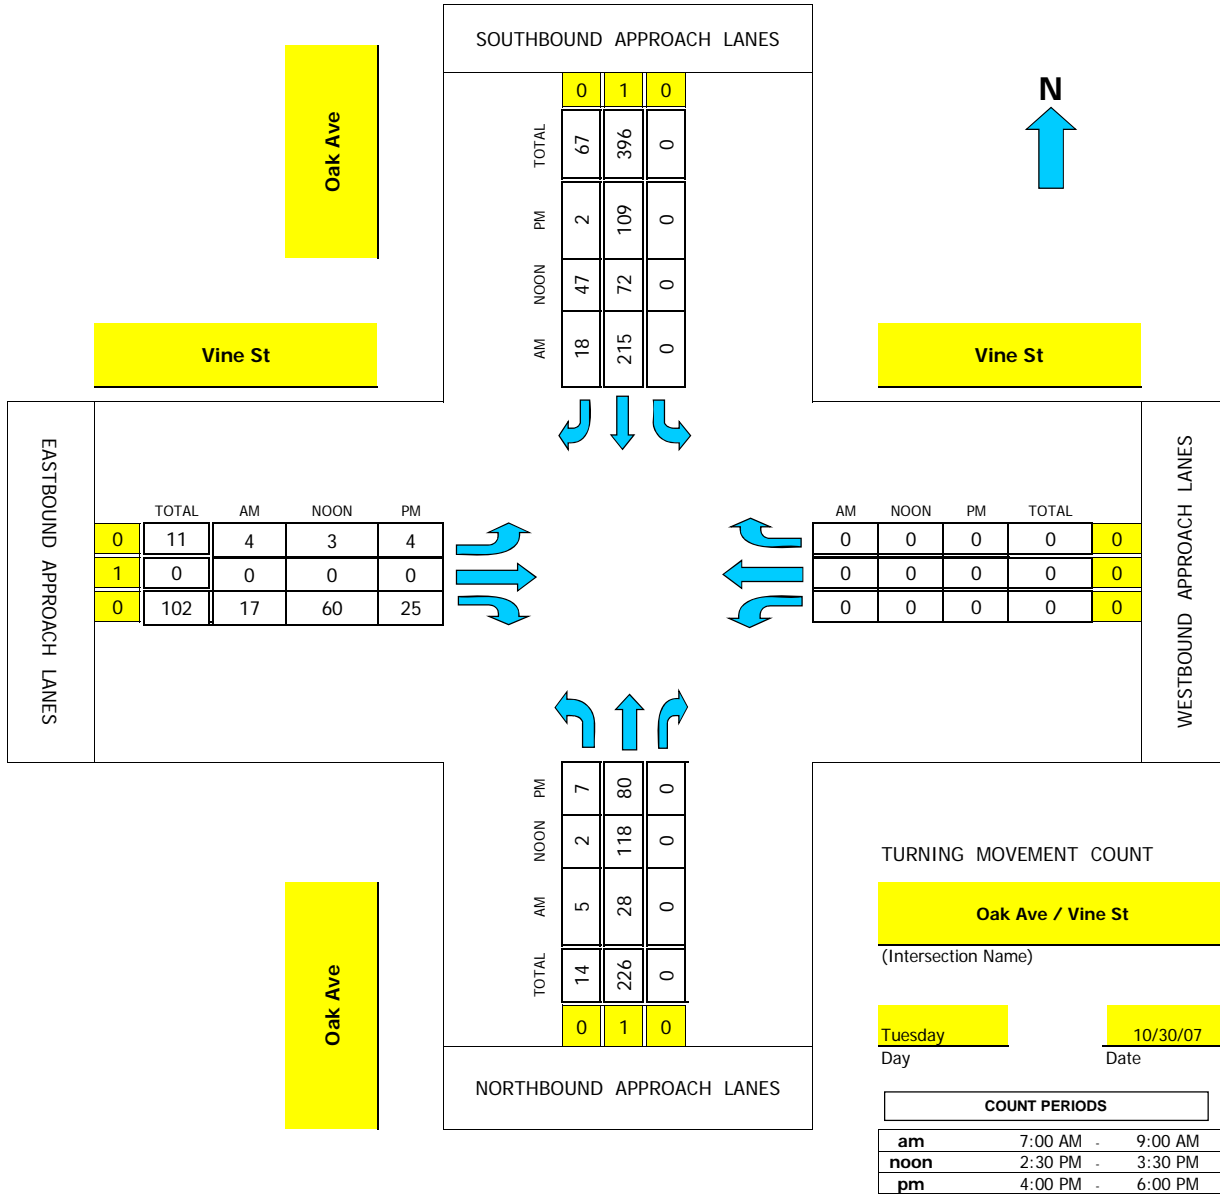 SOUTHBOUND APPROACH LANES
0 1 0
N
Oak Ave
TOTAL 67 396 0
PM 2 109 0
NOON 47 72 0
AM 18 215 0
Vine St
Vine St
EASTBOUND APPROACH LANES
TOTAL AM NOON PM
0 11 4 3 4
1 0 0 0 0
0 102 17 60 25
AM NOON PM TOTAL
0 0 0 0 0
0 0 0 0 0
0 0 0 0 0
WESTBOUND APPROACH LANES
PM 7 80 0
NOON 2 118 0
AM 5 28 0
TOTAL 14 226 0
0 1 0
NORTHBOUND APPROACH LANES
Oak Ave
TURNING MOVEMENT COUNT
Oak Ave / Vine St
(Intersection Name)
Tuesday 10/30/07
Day Date
COUNT PERIODS
am 7:00 AM - 9:00 AM
noon 2:30 PM - 3:30 PM
pm 4:00 PM - 6:00 PM